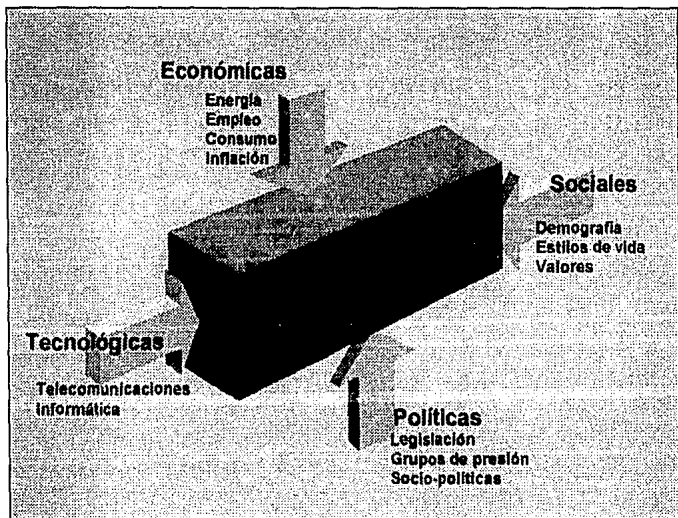 Económicas
Energía
Empleo
Consumo
Inflación
Sociales
Demografía
Estilos de vida
Valores
Tecnológicas
Telecomunicaciones
Informática
Políticas
Legislación
Grupos de presión
Socio-políticas